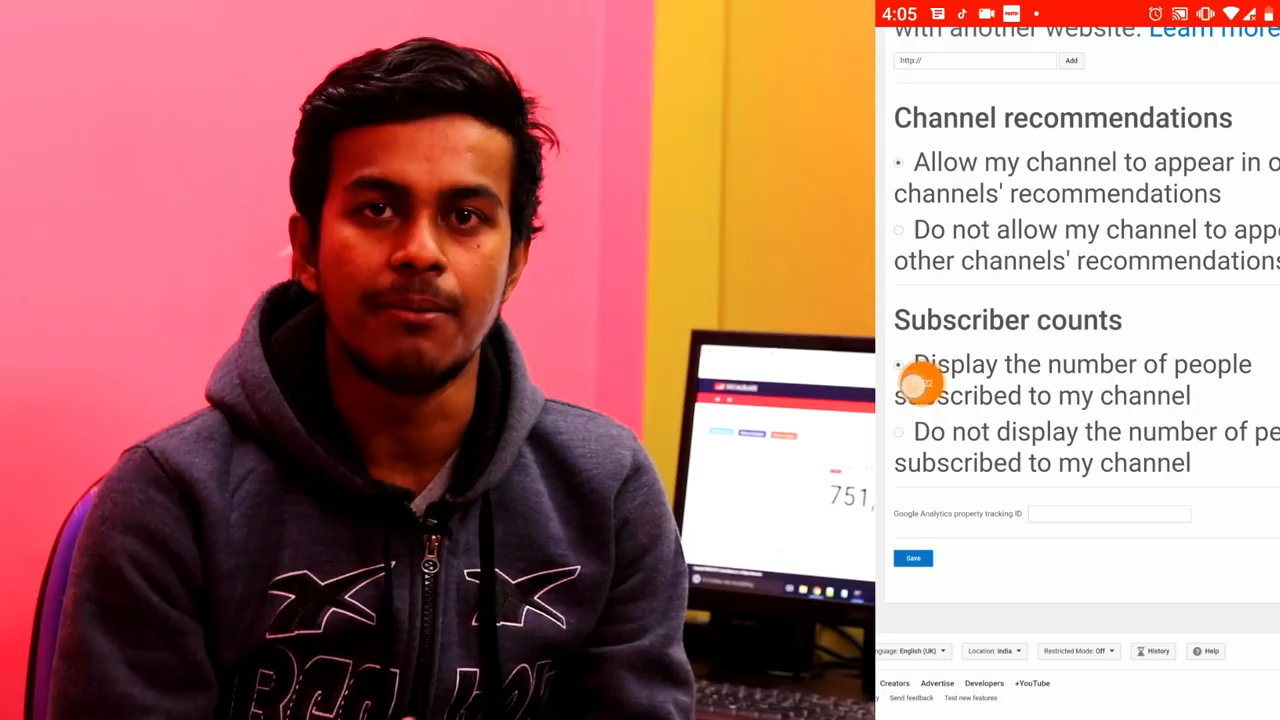 4:05
with another website. Learn more
http://
Add
Channel recommendations
Allow my channel to appear in o
channels' recommendations
Do not allow my channel to appe
other channels' recommendations
Subscriber counts
Display the number of people
subscribed to my channel
Do not display the number of pe
subscribed to my channel
Google Analytics property tracking ID
Save
nguage: English (UK)
Location: India
Restricted Mode: Off
History
Help
Creators Advertise Developers +YouTube
y Send feedback Test new features
751,